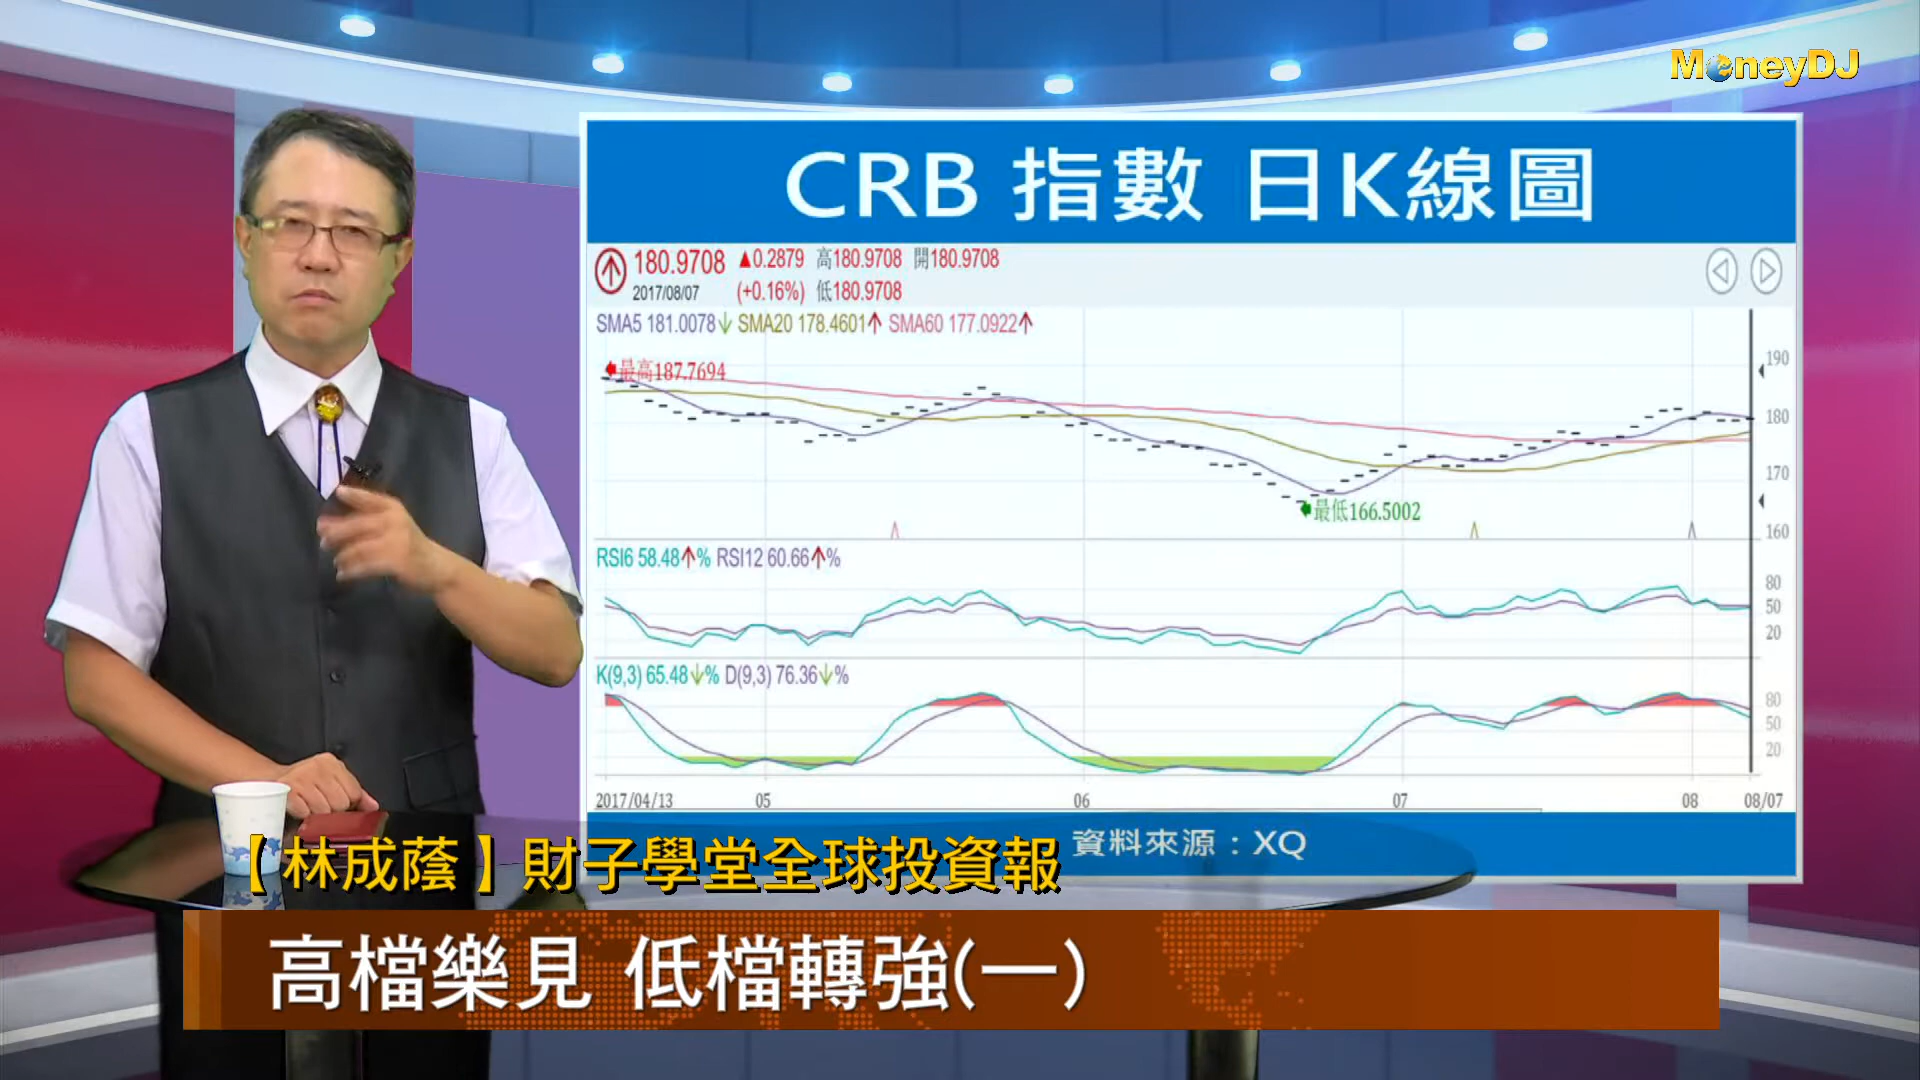 MoneyDJ
CRB 指數 日K線圖
180.9708 ▲0.2879 高180.9708 開180.9708
2017/08/07 (+0.16%) 低180.9708
SMA5 181.0078↓ SMA20 178.4601↑ SMA60 177.0922↑
最高187.7694
190
180
170
最低166.5002
160
RSI6 58.48↑% RSI12 60.66↑%
80
50
20
K(9,3) 65.48↓% D(9,3) 76.36↓%
80
50
20
2017/04/13 05 06 07 08 08/07
資料來源：XQ
【林成蔭】財子學堂全球投資報
高檔樂見 低檔轉強(一)